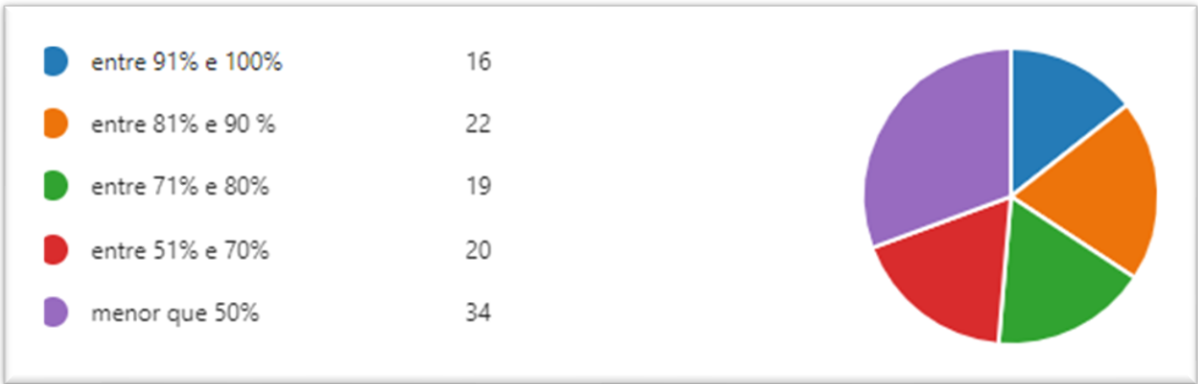 entre 91% e 100% 16
entre 81% e 90 % 22
entre 71% e 80% 19
entre 51% e 70% 20
menor que 50% 34